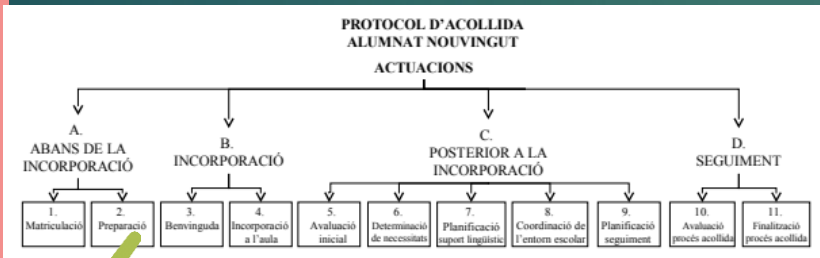 PROTOCOL D'ACOLLIDA
ALUMNAT NOUVINGUT
ACTUACIONS
A.
ABANS DE LA
INCORPORACIÓ
B.
INCORPORACIÓ
C.
POSTERIOR A LA
INCORPORACIÓ
D.
SEGUIMENT
1.
Matriculació
2.
Preparació
3.
Benvinguda
4.
Incorporació
a l'aula
5.
Avaluació
inicial
6.
Determinació
de necessitats
7.
Planificació
suport lingüístic
8.
Coordinació de
l'entorn escolar
9.
Planificació
seguiment
10.
Avaluació
procés acollida
11.
Finalització
procés acollida